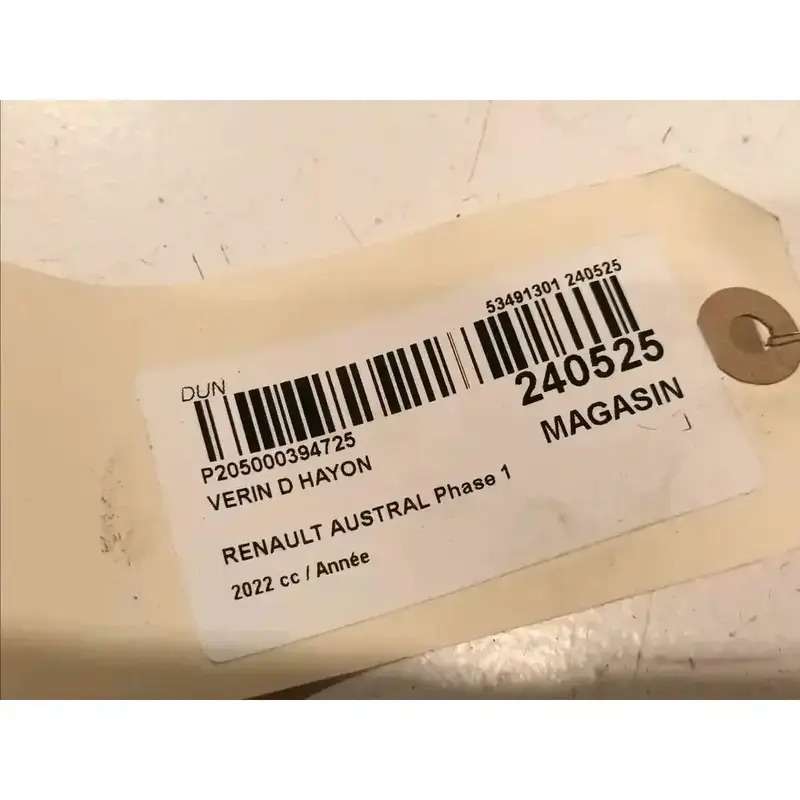 53491301 240525
DUN
240525
P205000394725
MAGASIN
VERIN D HAYON
RENAULT AUSTRAL Phase 1
2022 cc / Année